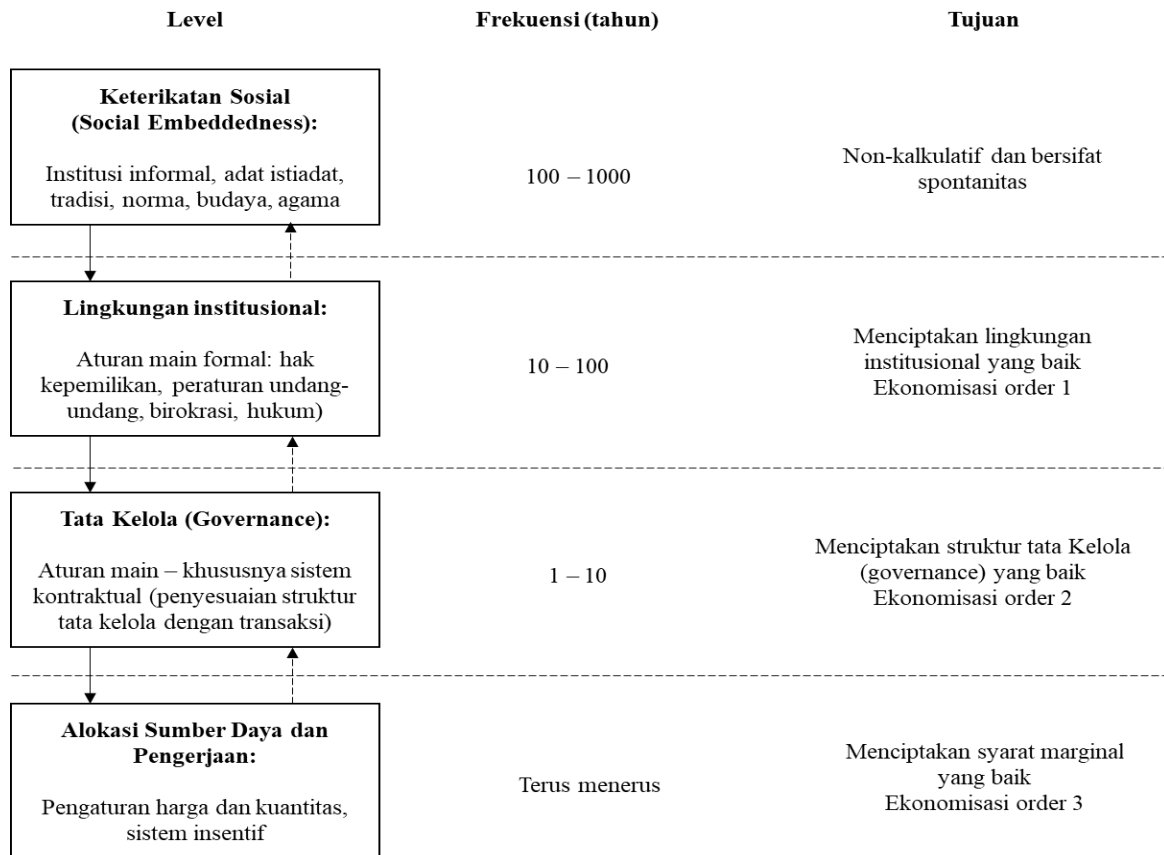 Level
Frekuensi (tahun)
Tujuan
Keterikatan Sosial
(Social Embeddedness):
Institusi informal, adat istiadat,
tradisi, norma, budaya, agama
100 – 1000
Non-kalkulatif dan bersifat
spontanitas
Lingkungan institusional:
Aturan main formal: hak
kepemilikan, peraturan undang-
undang, birokrasi, hukum)
10 – 100
Menciptakan lingkungan
institusional yang baik
Ekonomisasi order 1
Tata Kelola (Governance):
Aturan main – khususnya sistem
kontraktual (penyesuaian struktur
tata kelola dengan transaksi)
1 – 10
Menciptakan struktur tata Kelola
(governance) yang baik
Ekonomisasi order 2
Alokasi Sumber Daya dan
Pengerjaan:
Pengaturan harga dan kuantitas,
sistem insentif
Terus menerus
Menciptakan syarat marginal
yang baik
Ekonomisasi order 3